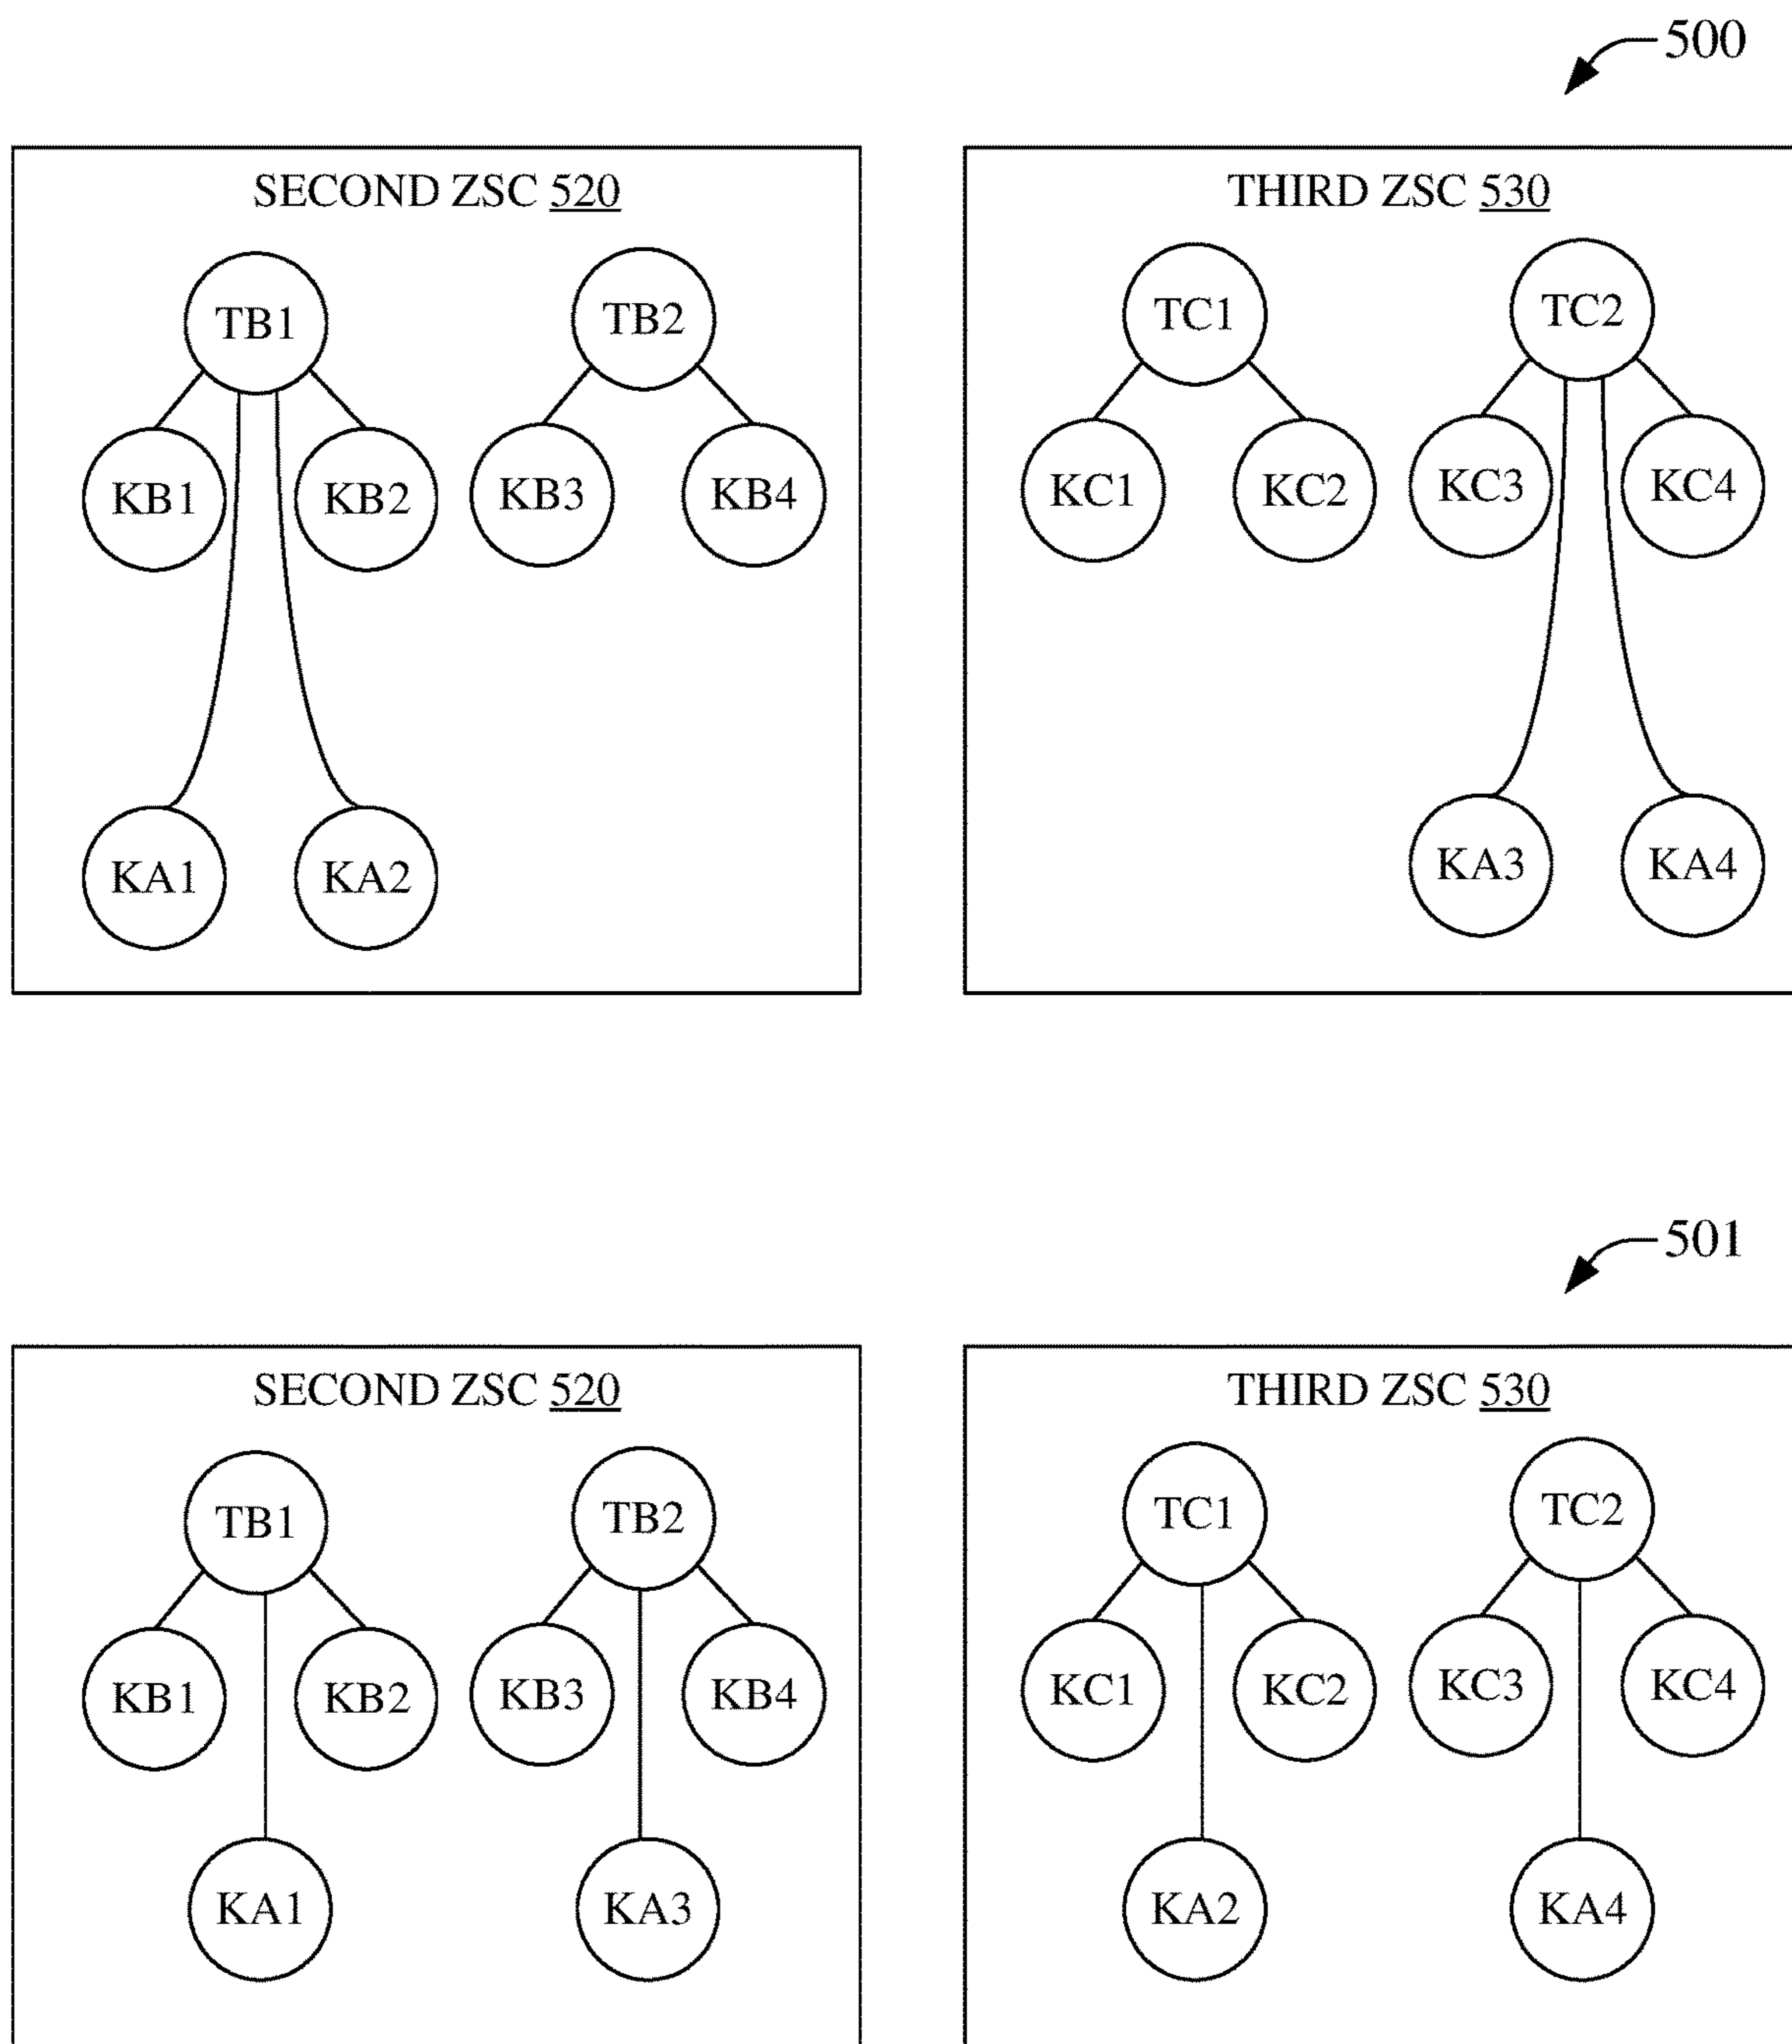 500
SECOND ZSC 520
THIRD ZSC 530
TB1
TB2
TC1
TC2
KB1
KB2
KB3
KB4
KC1
KC2
KC3
KC4
KA1
KA2
KA3
KA4
501
SECOND ZSC 520
THIRD ZSC 530
TB1
TB2
TC1
TC2
KB1
KB2
KB3
KB4
KC1
KC2
KC3
KC4
KA1
KA3
KA2
KA4